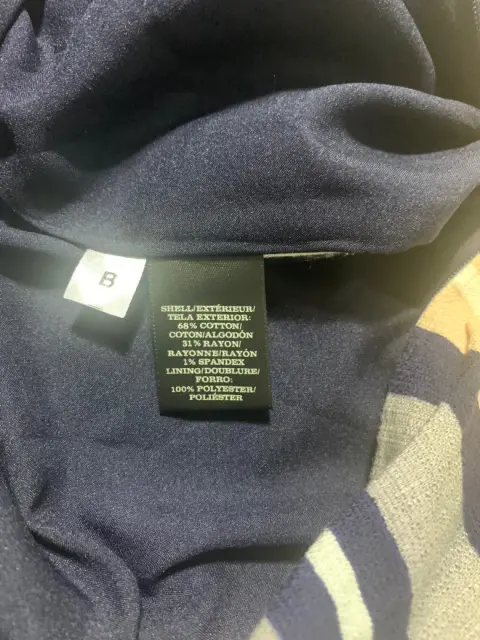 B
SHELL/EXTÉRIEUR/
TELA EXTERIOR:
68% COTTON/
COTON/ALGODÓN
31% RAYON/
RAYONNE/RAYÓN
1% SPANDEX
LINING/DOUBLURE/
FORRO:
100% POLYESTER/
POLIÉSTER